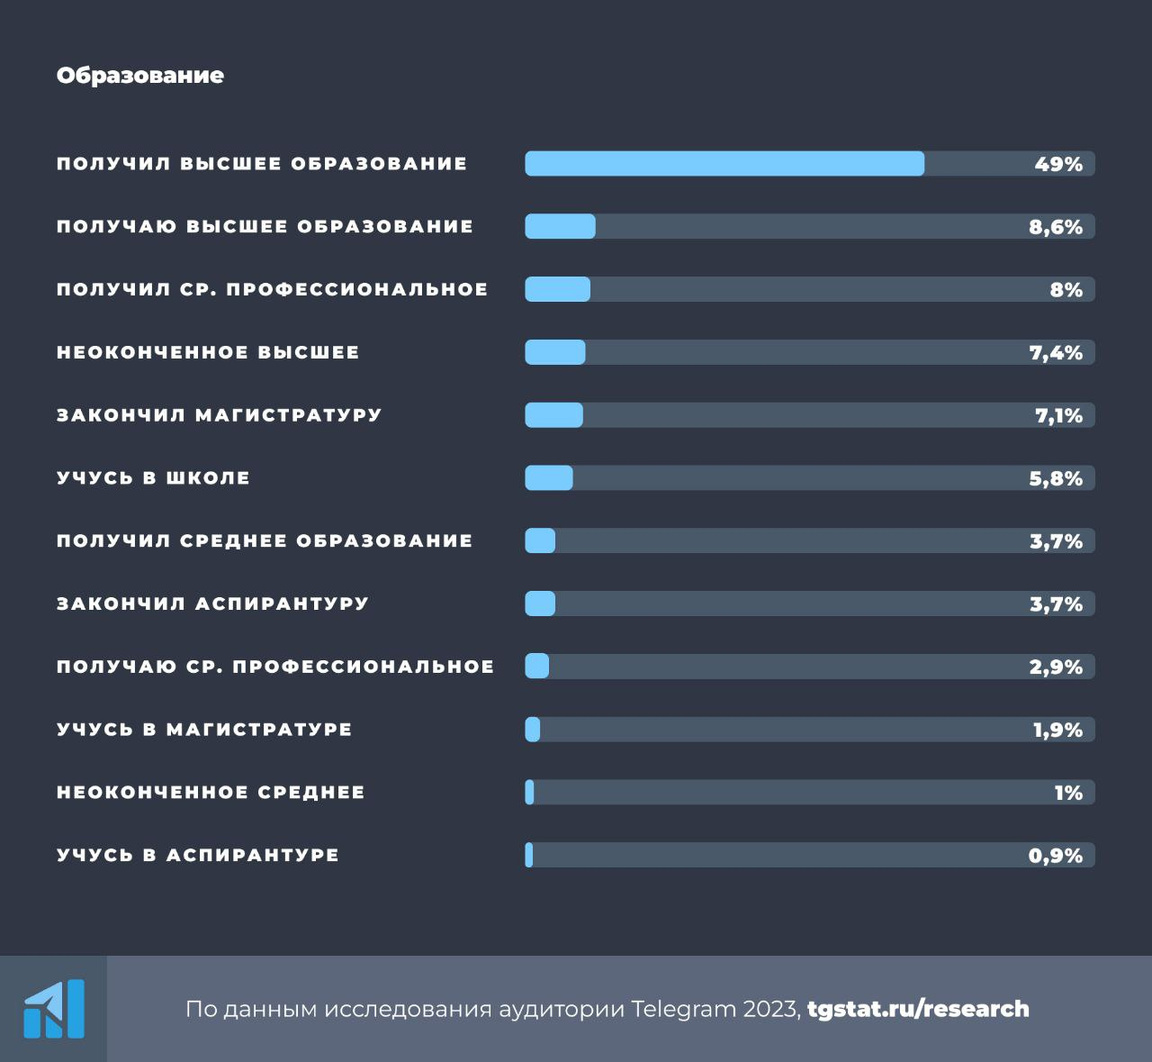 Образование
ПОЛУЧИЛ ВЫСШЕЕ ОБРАЗОВАНИЕ 49%
ПОЛУЧАЮ ВЫСШЕЕ ОБРАЗОВАНИЕ 8,6%
ПОЛУЧИЛ СР. ПРОФЕССИОНАЛЬНОЕ 8%
НЕОКОНЧЕННОЕ ВЫСШЕЕ 7,4%
ЗАКОНЧИЛ МАГИСТРАТУРУ 7,1%
УЧУСЬ В ШКОЛЕ 5,8%
ПОЛУЧИЛ СРЕДНЕЕ ОБРАЗОВАНИЕ 3,7%
ЗАКОНЧИЛ АСПИРАНТУРУ 3,7%
ПОЛУЧАЮ СР. ПРОФЕССИОНАЛЬНОЕ 2,9%
УЧУСЬ В МАГИСТРАТУРЕ 1,9%
НЕОКОНЧЕННОЕ СРЕДНЕЕ 1%
УЧУСЬ В АСПИРАНТУРЕ 0,9%
По данным исследования аудитории Telegram 2023, tgstat.ru/research